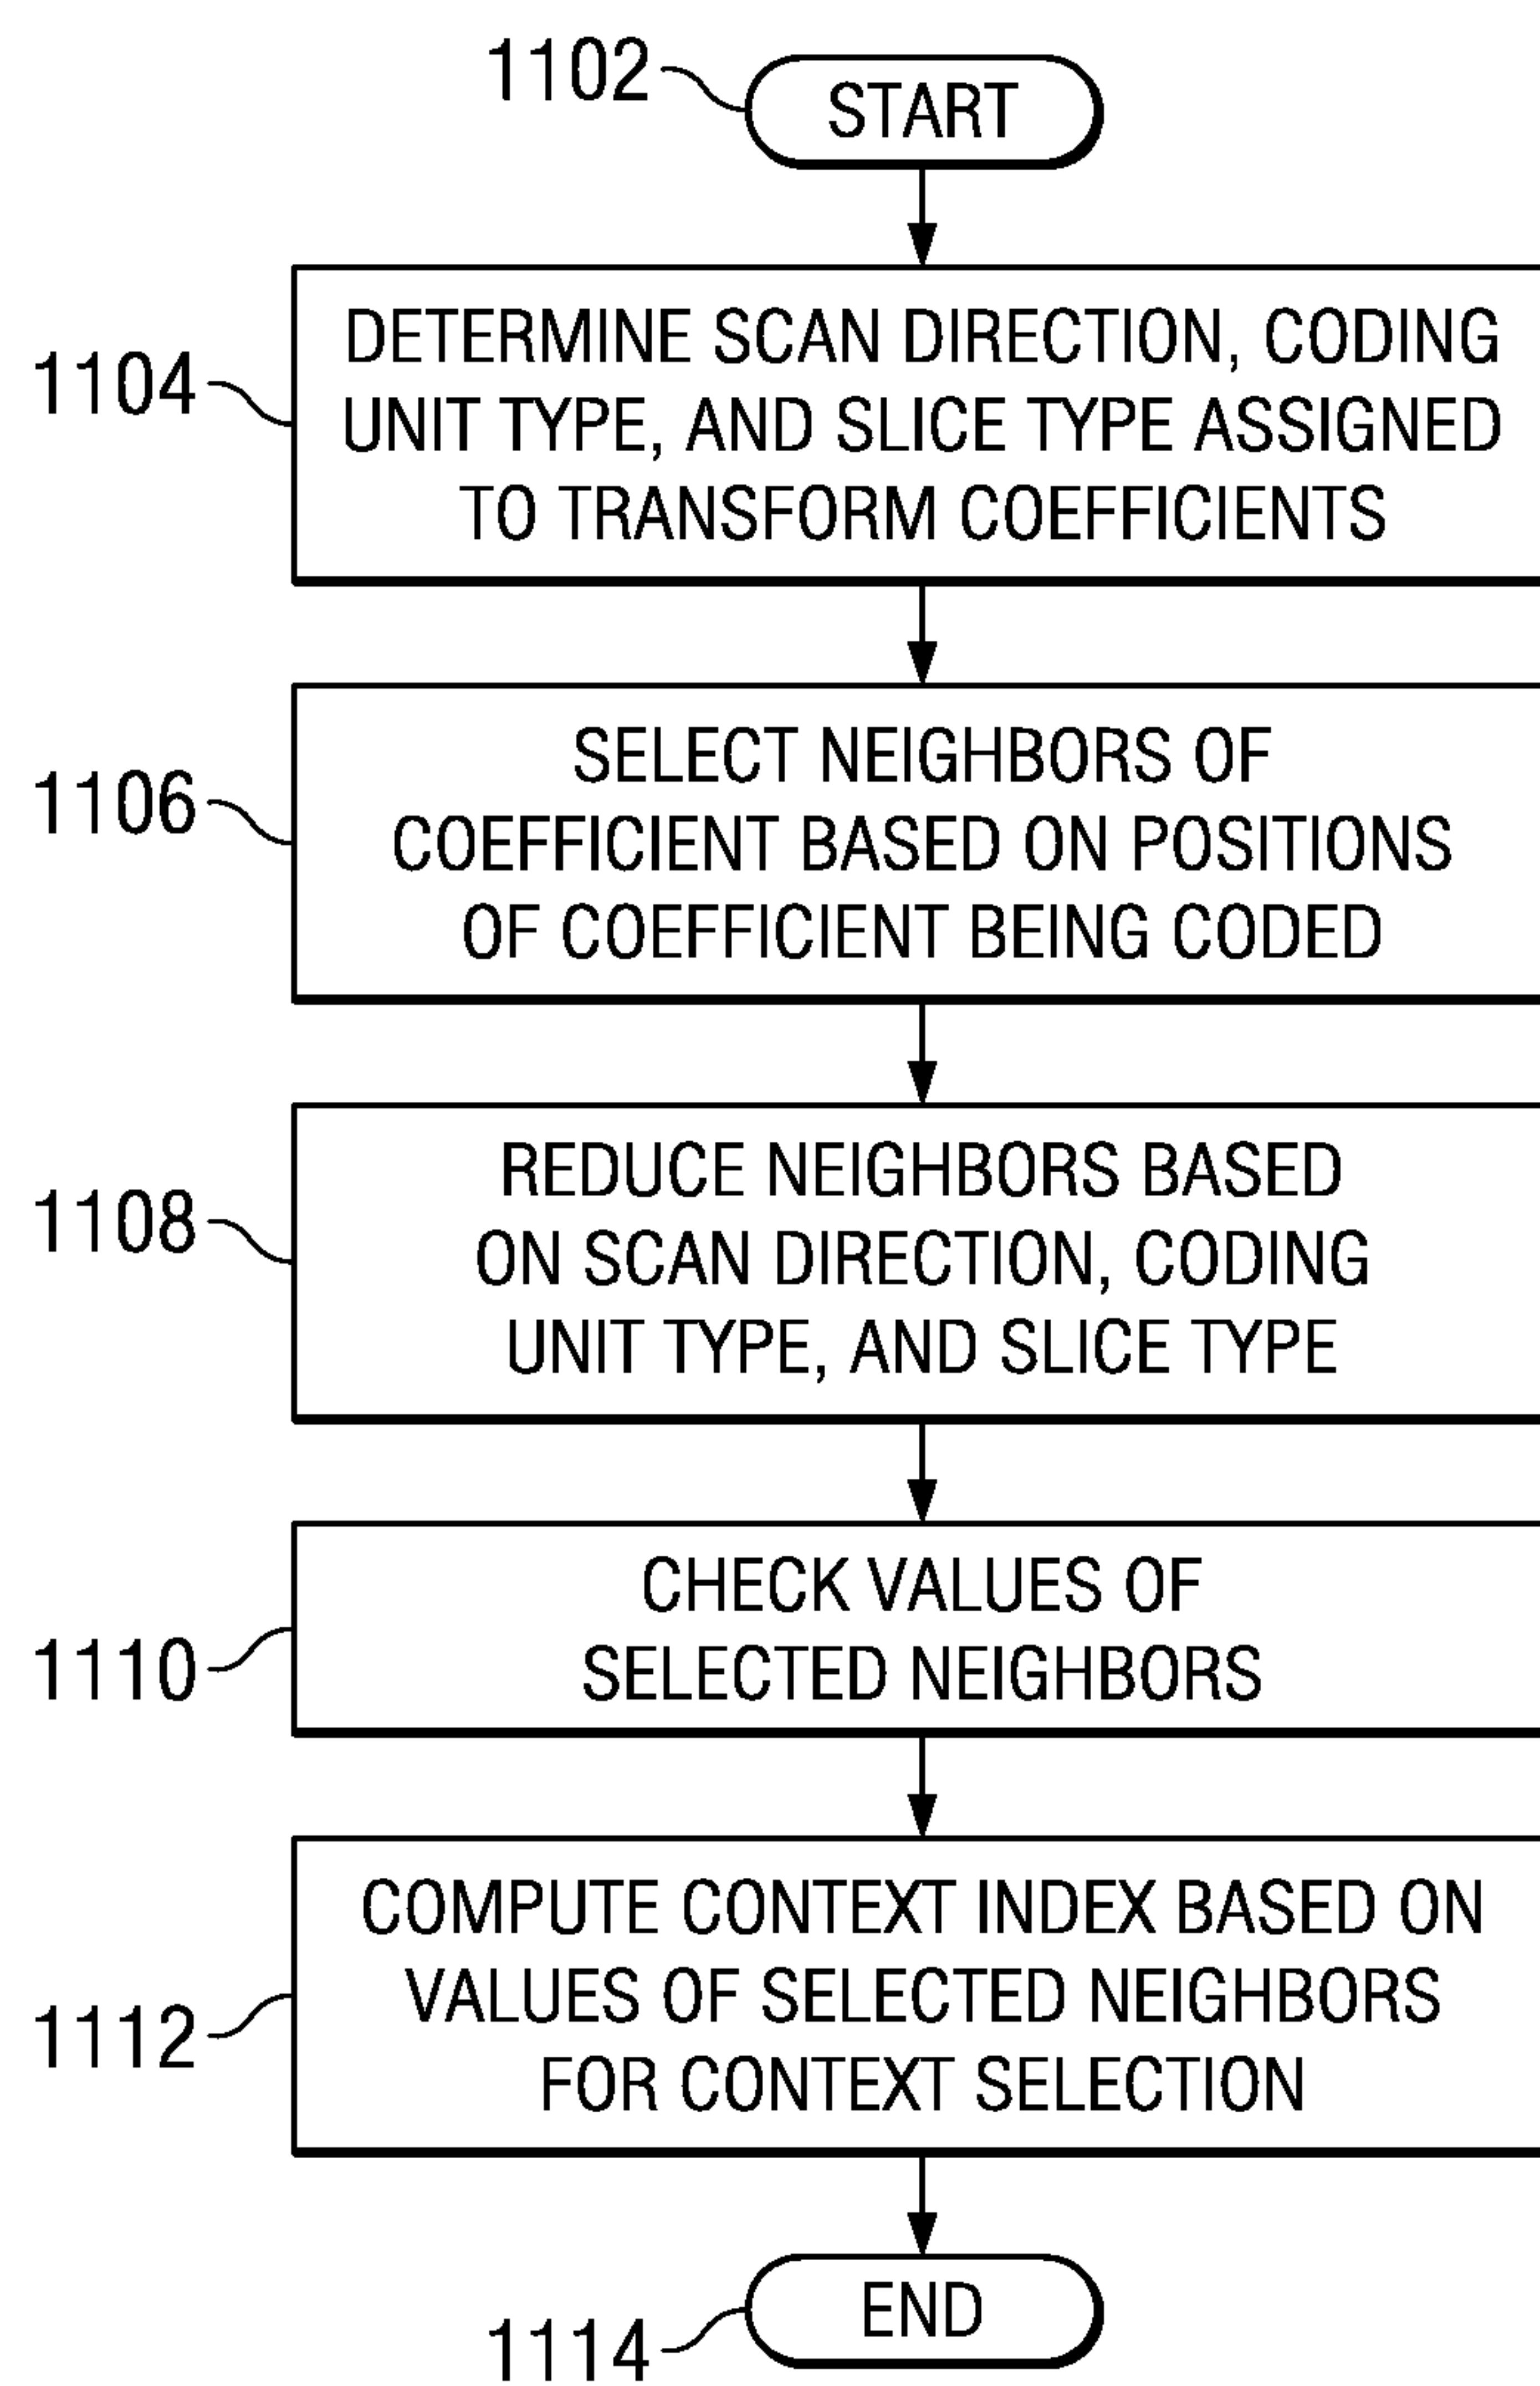 1102
START
1104
DETERMINE SCAN DIRECTION, CODING
UNIT TYPE, AND SLICE TYPE ASSIGNED
TO TRANSFORM COEFFICIENTS
1106
SELECT NEIGHBORS OF
COEFFICIENT BASED ON POSITIONS
OF COEFFICIENT BEING CODED
1108
REDUCE NEIGHBORS BASED
ON SCAN DIRECTION, CODING
UNIT TYPE, AND SLICE TYPE
1110
CHECK VALUES OF
SELECTED NEIGHBORS
1112
COMPUTE CONTEXT INDEX BASED ON
VALUES OF SELECTED NEIGHBORS
FOR CONTEXT SELECTION
1114
END